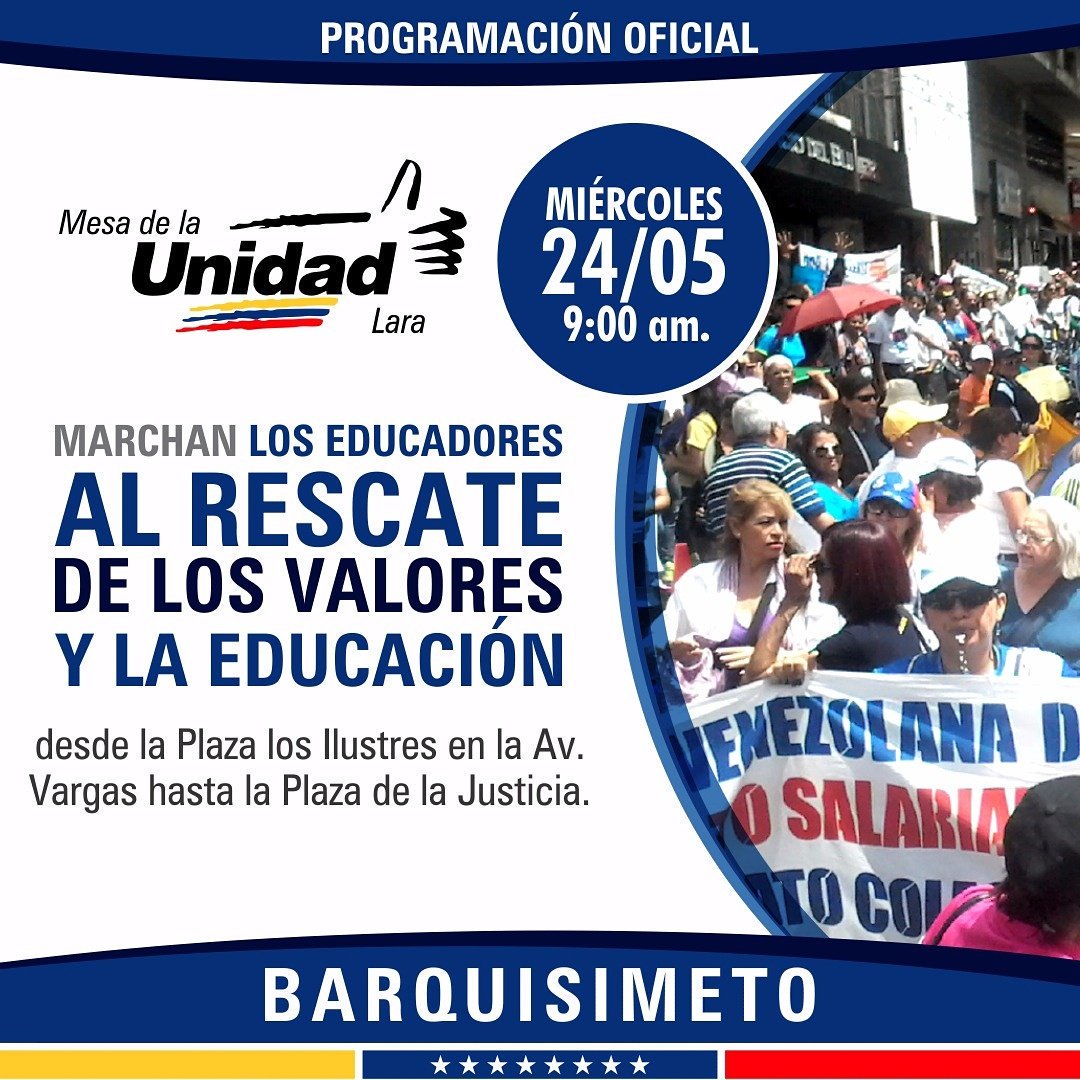 PROGRAMACIÓN OFICIAL
Mesa de la
Unidad
Lara
MIÉRCOLES
24/05
9:00 am.
MARCHAN LOS EDUCADORES
AL RESCATE
DE LOS VALORES
Y LA EDUCACIÓN
desde la Plaza los Ilustres en la Av.
Vargas hasta la Plaza de la Justicia.
VENEZOLANA D
O SALARIA
ATO COL
BARQUISIMETO